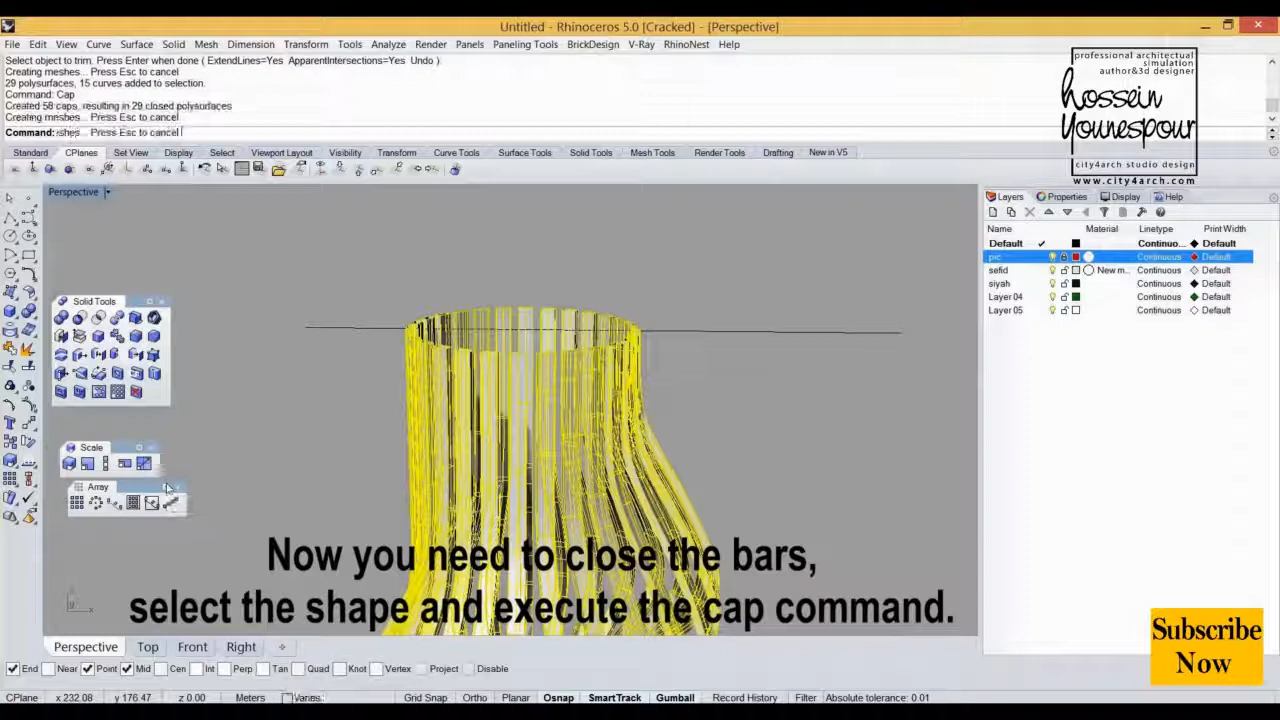 Untitled - Rhinoceros 5.0 [Cracked] - [Perspective]
File Edit View Curve Surface Solid Mesh Dimension Transform Tools Analyze Render Panels Paneling Tools BrickDesign V-Ray RhinoNest Help
Select object to trim. Press Enter when done ( ExtendLines=Yes ApparentIntersections=Yes Undo )
Creating meshes... Press Esc to cancel
29 polysurfaces, 15 curves added to selection.
Command: Cap
Created 58 caps, resulting in 29 closed polysurfaces
Creating meshes... Press Esc to cancel
Command: Press Esc to cancel
professional architectual
simulation
author&3d designer
hossein
Younespour
city4arch studio design
www.city4arch.com
Standard CPlanes Set View Display Select Viewport Layout Visibility Transform Curve Tools Surface Tools Solid Tools Mesh Tools Render Tools Drafting New in V5
Perspective
Layers Properties Display Help
Name Material Linetype Print Width
Default Continuo... Default
pic Continuous Default
sefid New m... Continuous Default
siyah Continuous Default
Layer 04 Continuous Default
Layer 05 Continuous Default
Solid Tools
Scale
Array
Now you need to close the bars,
select the shape and execute the cap command.
Subscribe
Now
Perspective Top Front Right
End Near Point Mid Cen Int Perp Tan Quad Knot Vertex Project Disable
CPlane x 232.08 y 176.47 z 0.00 Meters Grid Snap Ortho Planar Osnap SmartTrack Gumball Record History Filter Absolute tolerance: 0.01